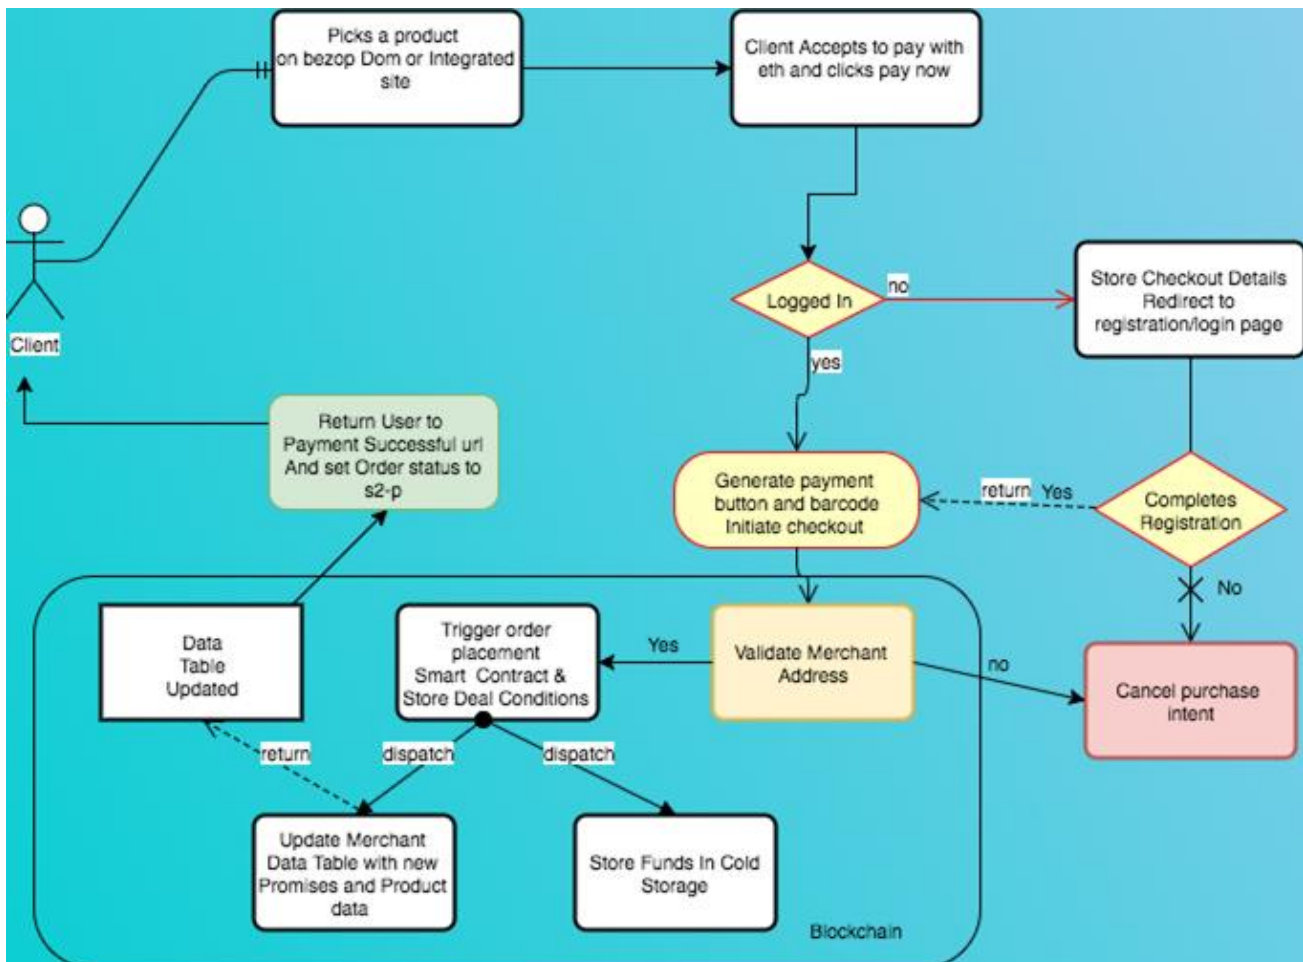 Picks a product
on bezop Dom or Integrated
site
Client Accepts to pay with
eth and clicks pay now
Client
Logged In
no
Store Checkout Details
Redirect to
registration/login page
yes
Return User to
Payment Successful url
And set Order status to
s2-p
Generate payment
button and barcode
Initiate checkout
return Yes
Completes
Registration
No
Data
Table
Updated
Trigger order
placement
Smart Contract &
Store Deal Conditions
Yes
Validate Merchant
Address
no
Cancel purchase
intent
return
dispatch
dispatch
Update Merchant
Data Table with new
Promises and Product
data
Store Funds In Cold
Storage
Blockchain